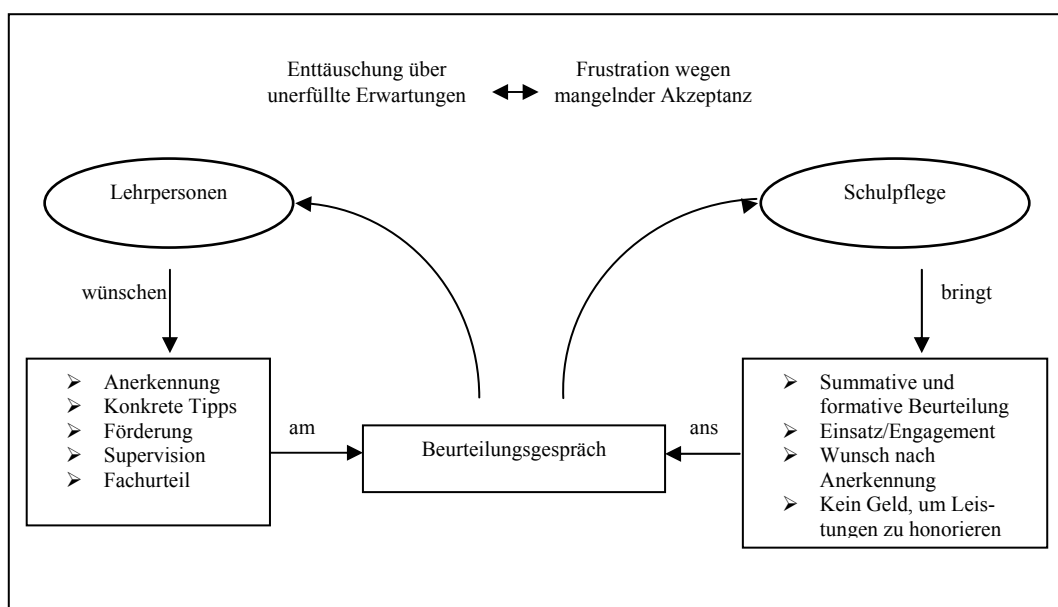 Enttäuschung über
unerfüllte Erwartungen
Frustration wegen
mangelnder Akzeptanz
Lehrpersonen
Schulpflege
wünschen
bringt
➢ Anerkennung
➢ Konkrete Tipps
➢ Förderung
➢ Supervision
➢ Fachurteil
am
Beurteilungsgespräch
ans
➢ Summative und
formative Beurteilung
➢ Einsatz/Engagement
➢ Wunsch nach
Anerkennung
➢ Kein Geld, um Leis-
tungen zu honorieren